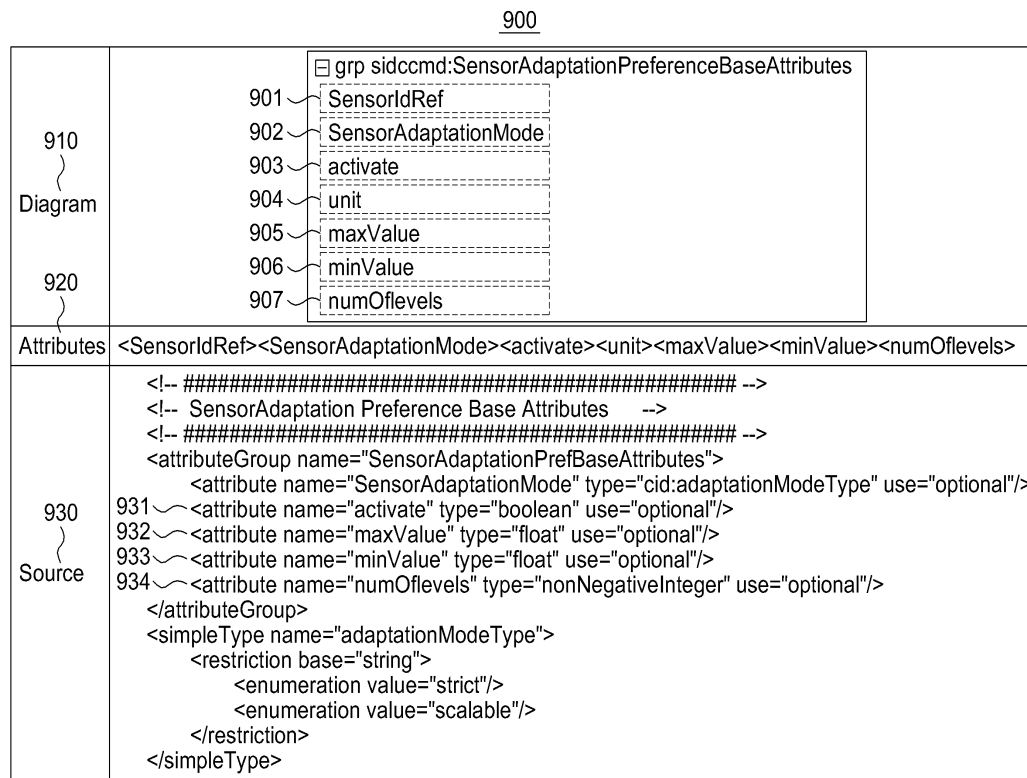 900
910
Diagram
⊟ grp sidccmd:SensorAdaptationPreferenceBaseAttributes
901 SensorIdRef
902 SensorAdaptationMode
903 activate
904 unit
905 maxValue
906 minValue
907 numOflevels
920
Attributes <SensorIdRef><SensorAdaptationMode><activate><unit><maxValue><minValue><numOflevels>
930
Source
<!-- ################################################ -->
<!-- SensorAdaptation Preference Base Attributes -->
<!-- ################################################ -->
<attributeGroup name="SensorAdaptationPrefBaseAttributes">
<attribute name="SensorAdaptationMode" type="cid:adaptationModeType" use="optional"/>
931 <attribute name="activate" type="boolean" use="optional"/>
932 <attribute name="maxValue" type="float" use="optional"/>
933 <attribute name="minValue" type="float" use="optional"/>
934 <attribute name="numOflevels" type="nonNegativeInteger" use="optional"/>
</attributeGroup>
<simpleType name="adaptationModeType">
<restriction base="string">
<enumeration value="strict"/>
<enumeration value="scalable"/>
</restriction>
</simpleType>